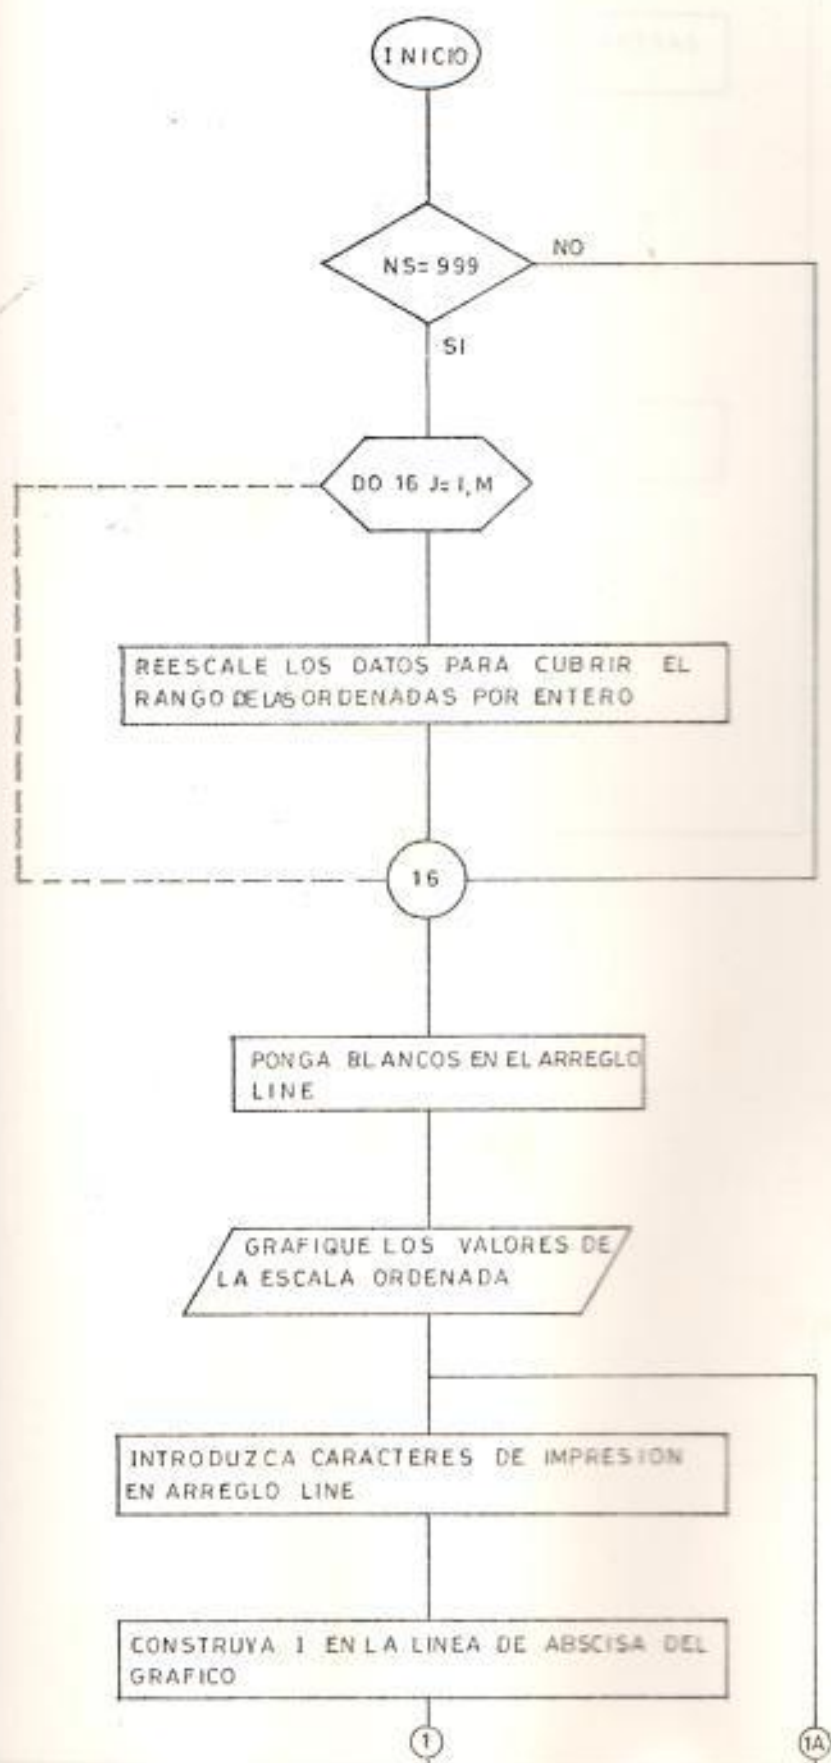 INICIO
NS=999
NO
SI
DO 16 J=I,M
REESCALE LOS DATOS PARA CUBRIR EL
RANGO DE LAS ORDENADAS POR ENTERO
16
PONGA BLANCOS EN EL ARREGLO
LINE
GRAFIQUE LOS VALORES DE
LA ESCALA ORDENADA
INTRODUZCA CARACTERES DE IMPRESION
EN ARREGLO LINE
CONSTRUYA I EN LA LINEA DE ABSCISA DEL
GRAFICO
1
1A